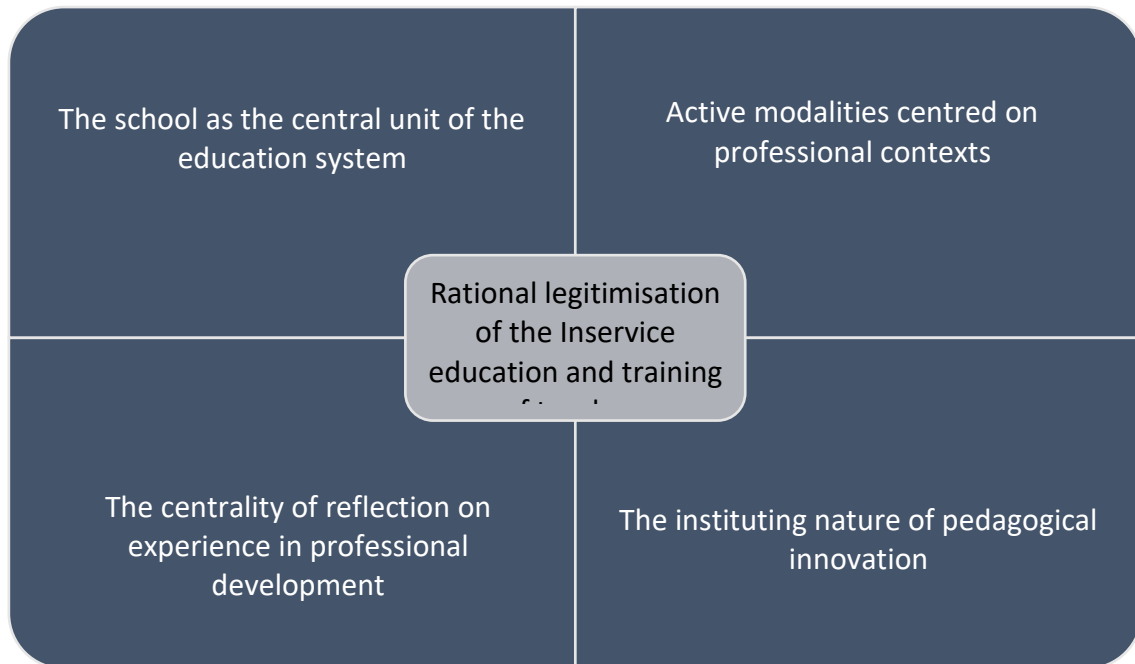 The school as the central unit of the
education system
Active modalities centred on
professional contexts
Rational legitimisation
of the Inservice
education and training
The centrality of reflection on
experience in professional
development
The instituting nature of pedagogical
innovation